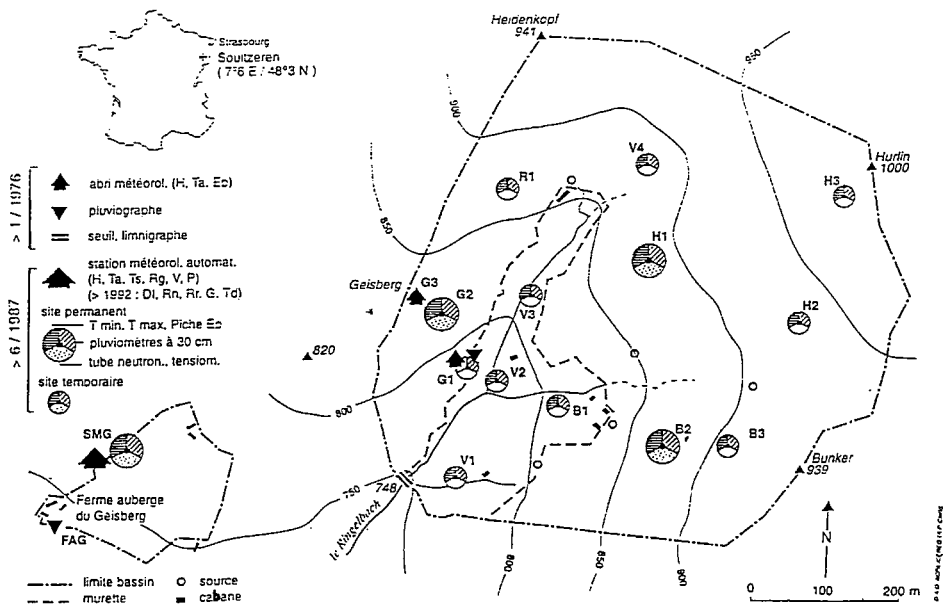 Strasbourg
Soultzeren
( 7°6 E / 48°3 N )
> 1 / 1976
abri météorol. (H, Ta, Ep)
pluviographe
seuil, limnigraphe
> 6 / 1987
station météorol. automat.
(H, Ta, Ts, Rg, V, P)
(> 1992 : Dl, Rn, Rr, G, Td)
site permanent
T min. T max. Piche Ep
pluviomètres à 30 cm
tube neutron., tensiom.
site temporaire
SMG
Ferme auberge
du Geisberg
FAG
limite bassin
murette
source
cabane
Heidenkopf
941
950
900
V4
Hurlin
1000
R1
source
H3
850
H1
Geisberg
G3
G2
V3
H2
820
G1
V2
800
B1
B2
B3
V1
Bunker
939
750
748
le Ringelbach
800
850
900
N
0 100 200 m